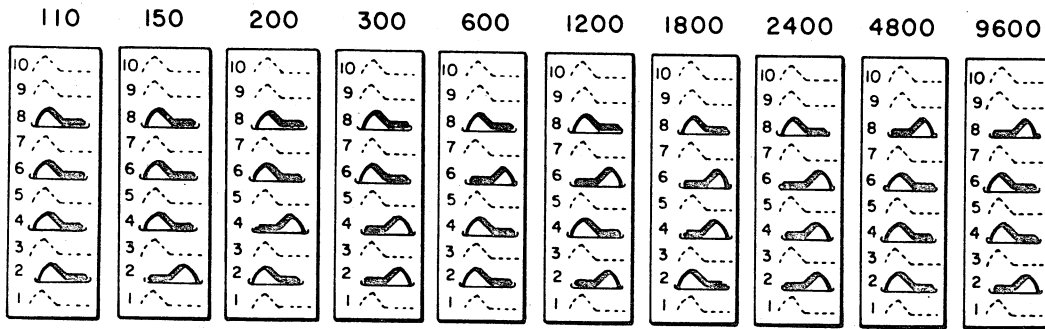 110 150 200 300 600 1200 1800 2400 4800 9600
10 10 10 10 10 10 10 10 10 10
9 9 9 9 9 9 9 9 9 9
8 8 8 8 8 8 8 8 8 8
7 7 7 7 7 7 7 7 7 7
6 6 6 6 6 6 6 6 6 6
5 5 5 5 5 5 5 5 5 5
4 4 4 4 4 4 4 4 4 4
3 3 3 3 3 3 3 3 3 3
2 2 2 2 2 2 2 2 2 2
1 1 1 1 1 1 1 1 1 1